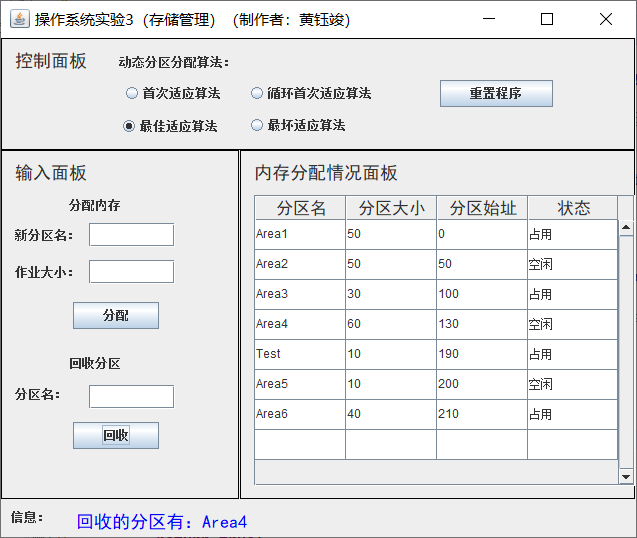 操作系统实验3（存储管理）（制作者：黄钰竣）
控制面板
动态分区分配算法：
首次适应算法 循环首次适应算法
最佳适应算法 最坏适应算法
重置程序
输入面板
分配内存
新分区名：
作业大小：
分配
回收分区
分区名：
回收
内存分配情况面板
分区名 分区大小 分区始址 状态
Area1 50 0 占用
Area2 50 50 空闲
Area3 30 100 占用
Area4 60 130 空闲
Test 10 190 占用
Area5 10 200 空闲
Area6 40 210 占用
信息： 回收的分区有：Area4